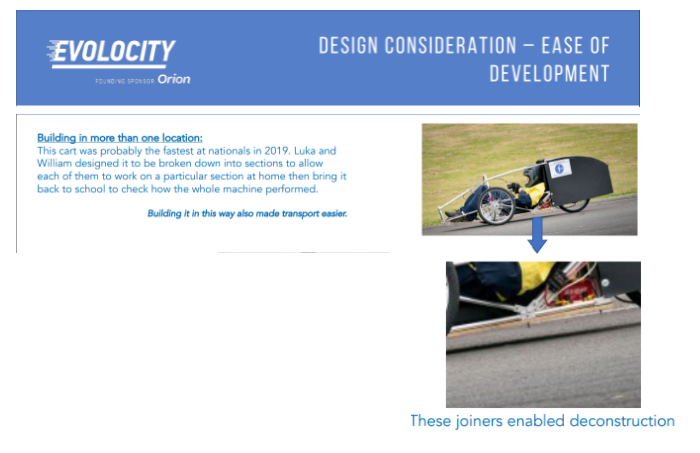 EVOLOCITY
FOUNDING SPONSOR Orion
DESIGN CONSIDERATION – EASE OF
DEVELOPMENT
Building in more than one location:
This cart was probably the fastest at nationals in 2019. Luka and
William designed it to be broken down into sections to allow
each of them to work on a particular section at home then bring it
back to school to check how the whole machine performed.
Building it in this way also made transport easier.
These joiners enabled deconstruction